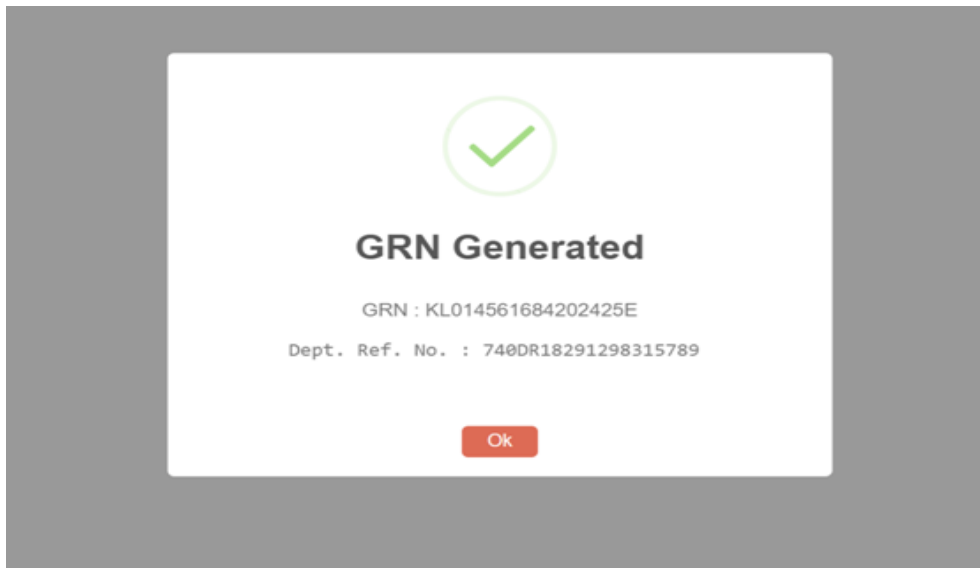 GRN Generated
GRN : KL014561684202425E
Dept. Ref. No. : 740DR18291298315789
Ok